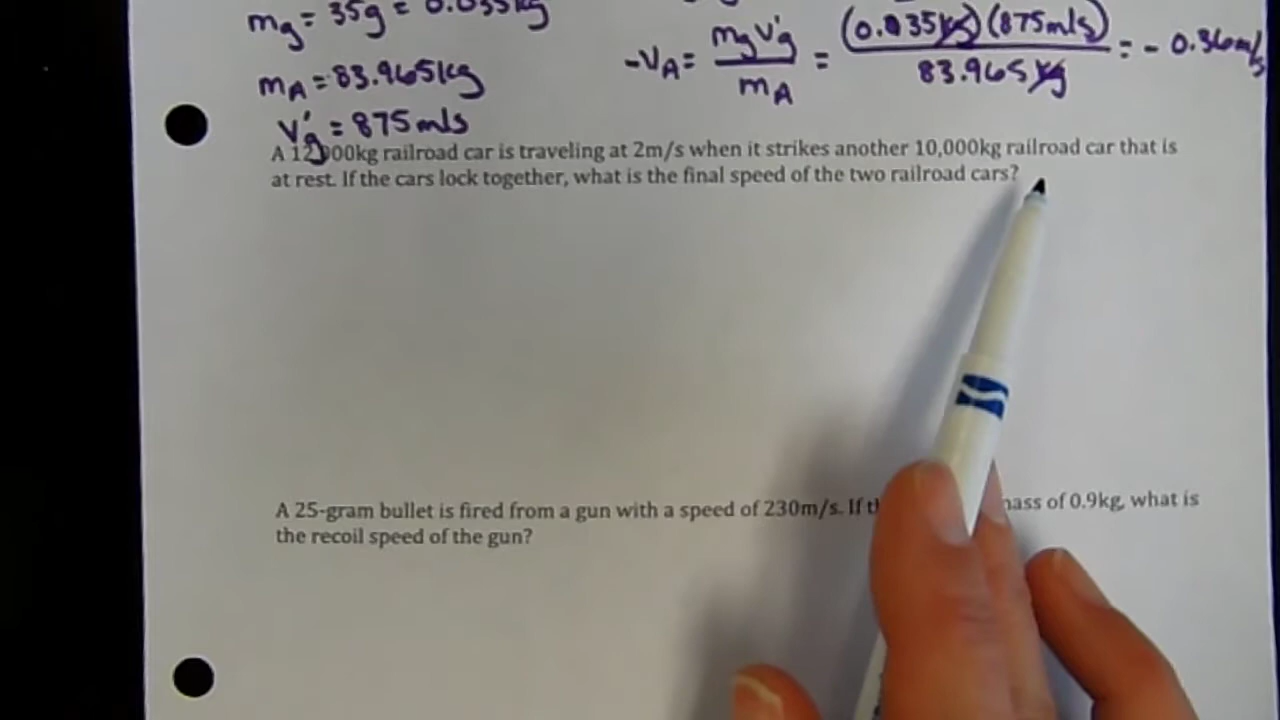 mg = 35g = 0.035kg
mA = 83.965kg
v'g = 875m/s
-vA = mgv'g / mA = (0.035kg)(875m/s) / 83.965kg = - 0.36m/s
A 12,000kg railroad car is traveling at 2m/s when it strikes another 10,000kg railroad car that is
at rest. If the cars lock together, what is the final speed of the two railroad cars?
A 25-gram bullet is fired from a gun with a speed of 230m/s. If of 0.9kg, what is
the recoil speed of the gun?